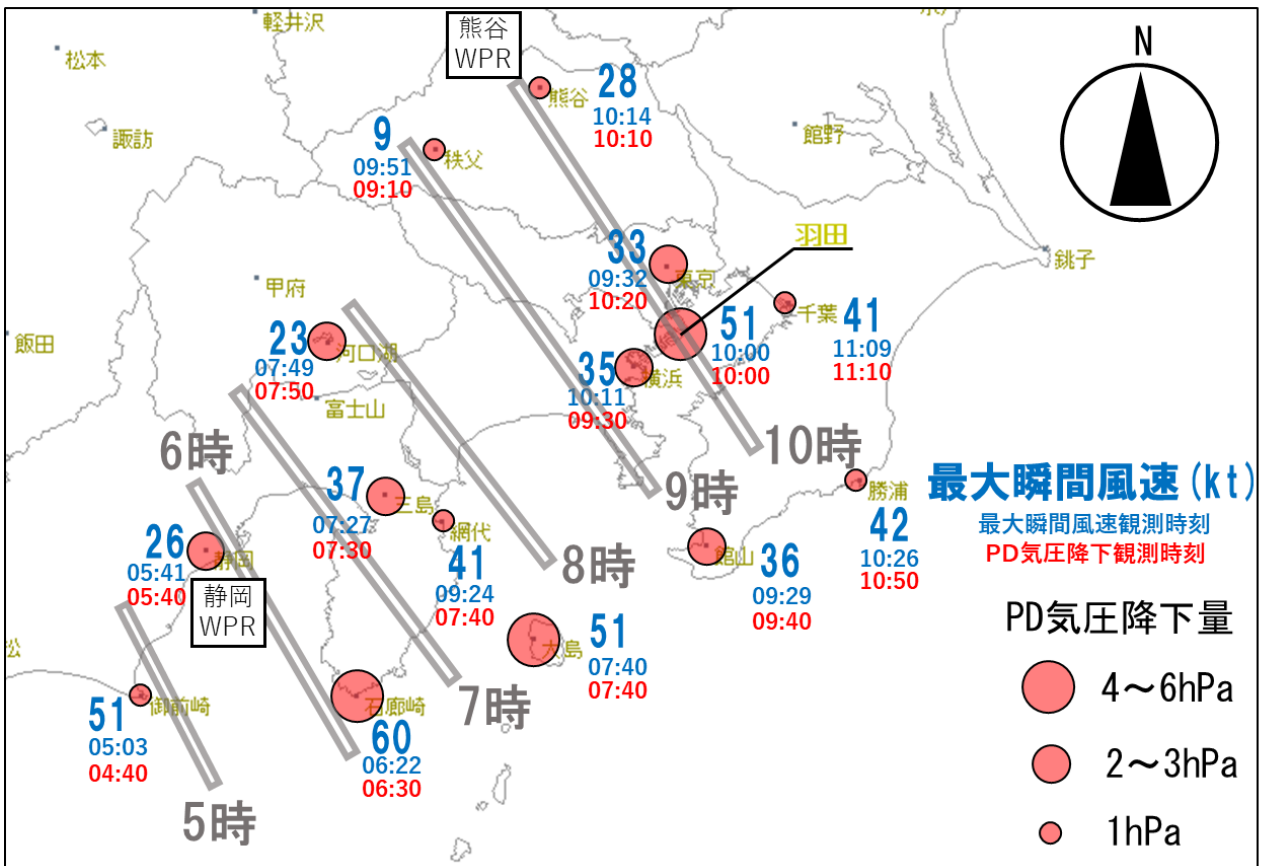 軽井沢
松本
諏訪
熊谷
WPR
熊谷
28
10:14
10:10
9
09:51
09:10
秩父
館野
N
銚子
甲府
飯田
33
09:32
10:20
東京
羽田
千葉
41
11:09
11:10
51
10:00
10:00
35
10:11
09:30
横浜
23
07:49
07:50
河口湖
富士山
6時
10時
9時
37
07:27
07:30
三島
網代
41
09:24
07:40
8時
勝浦
42
10:26
10:50
館山
36
09:29
09:40
26
05:41
05:40
静岡
静岡
WPR
松
51
05:03
04:40
御前崎
5時
石廊崎
60
06:22
06:30
7時
大島
51
07:40
07:40
最大瞬間風速(kt)
最大瞬間風速観測時刻
PD気圧降下観測時刻
PD気圧降下量
4～6hPa
2～3hPa
1hPa